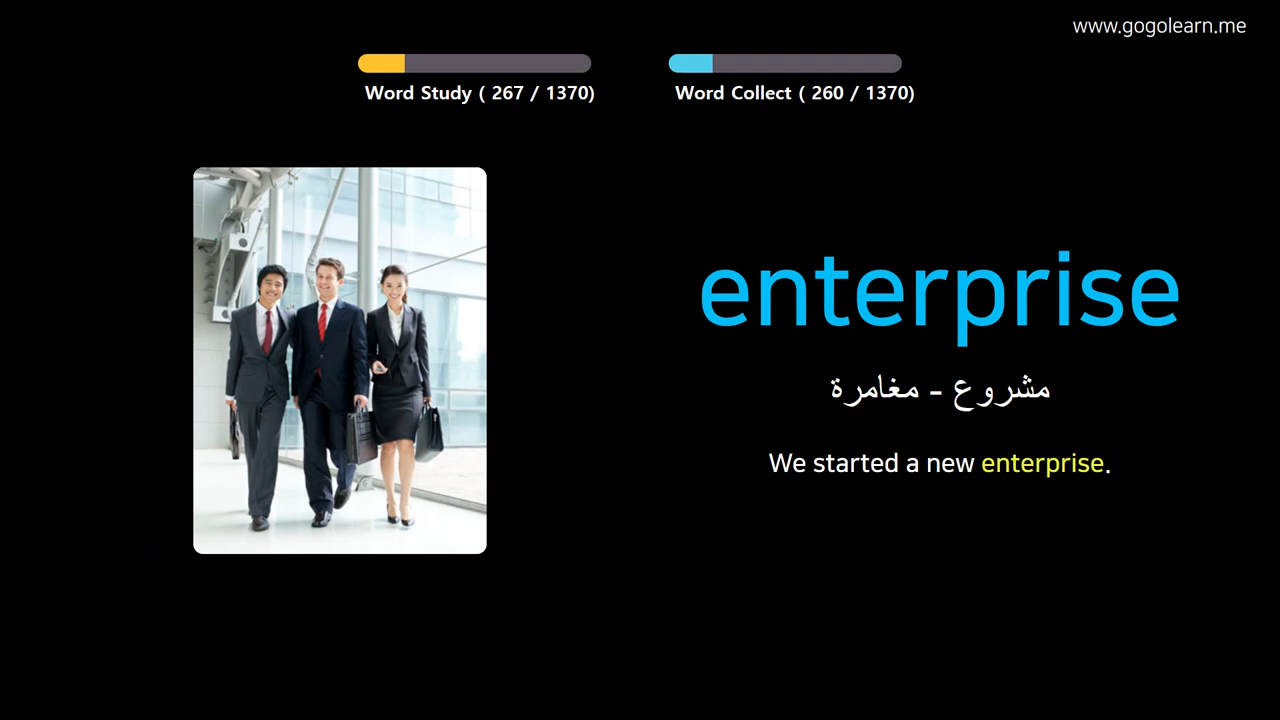 www.gogolearn.me
Word Study ( 267 / 1370)
Word Collect ( 260 / 1370)
enterprise
مشروع - مغامرة
We started a new enterprise.